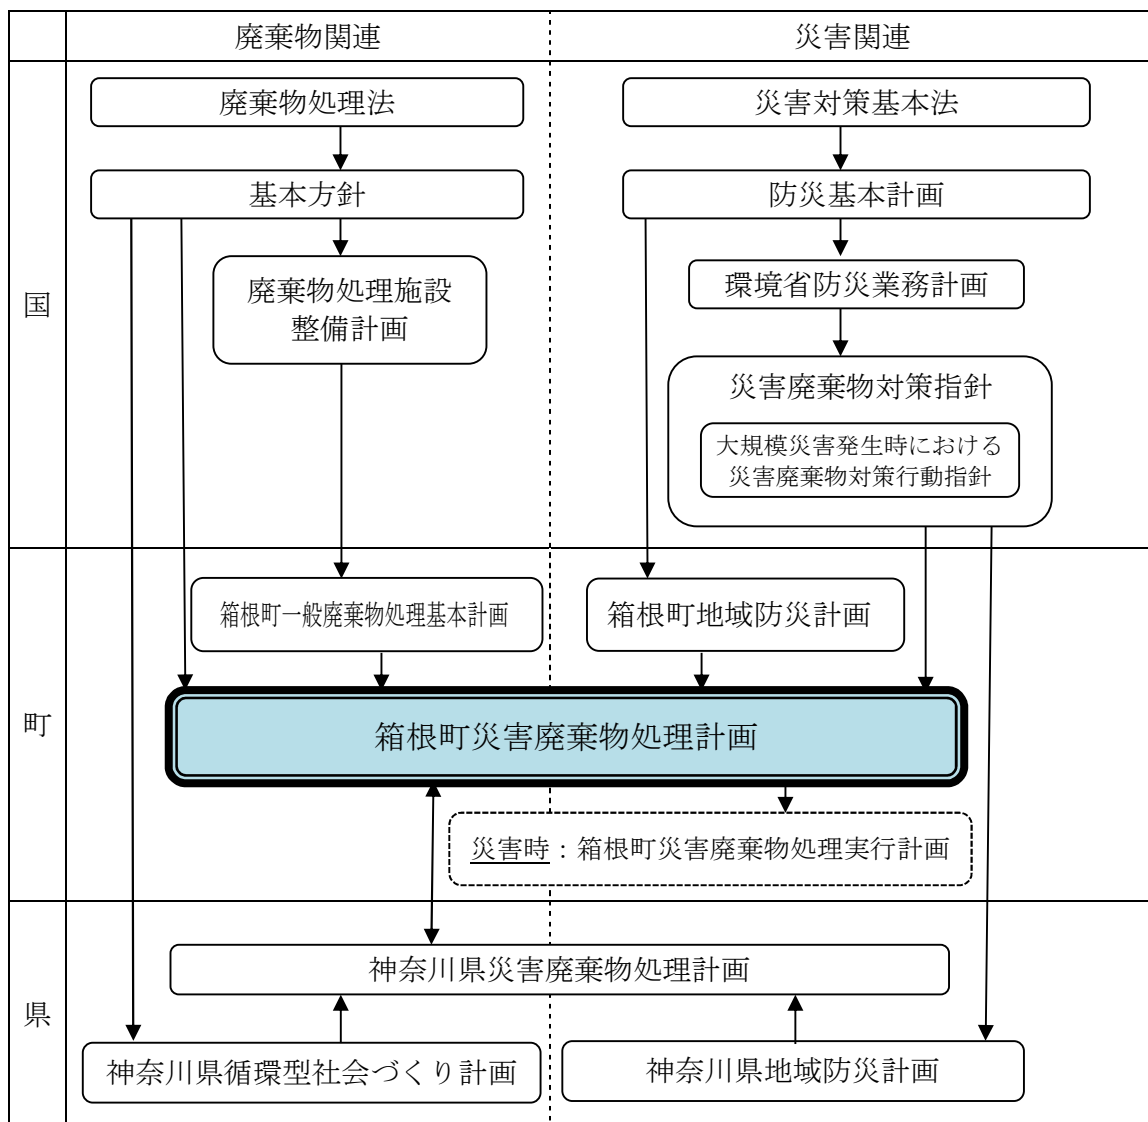 廃棄物関連
災害関連
国
廃棄物処理法
災害対策基本法
基本方針
防災基本計画
廃棄物処理施設
整備計画
環境省防災業務計画
災害廃棄物対策指針
大規模災害発生時における
災害廃棄物対策行動指針
町
箱根町一般廃棄物処理基本計画
箱根町地域防災計画
箱根町災害廃棄物処理計画
災害時：箱根町災害廃棄物処理実行計画
県
神奈川県災害廃棄物処理計画
神奈川県循環型社会づくり計画
神奈川県地域防災計画